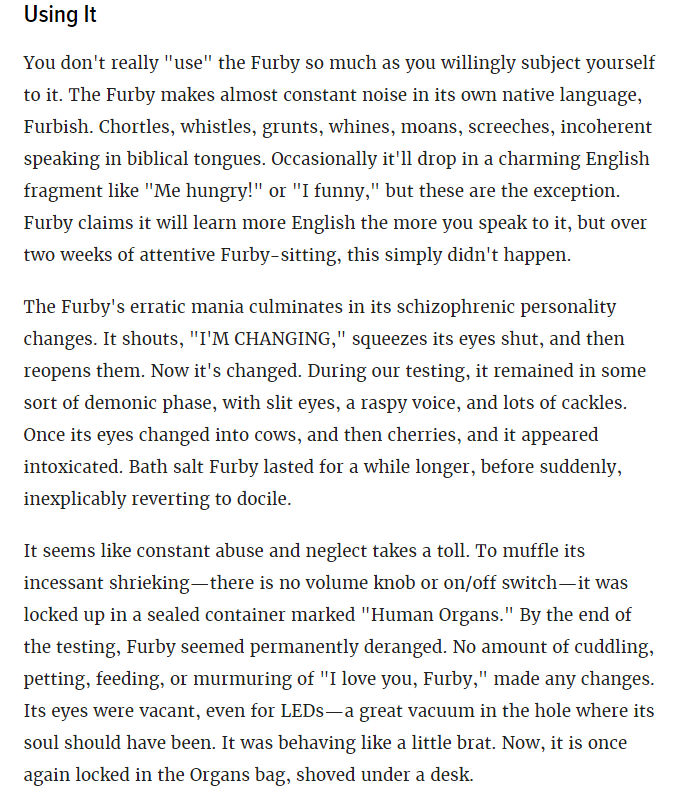 Using It
You don't really "use" the Furby so much as you willingly subject yourself
to it. The Furby makes almost constant noise in its own native language,
Furbish. Chortles, whistles, grunts, whines, moans, screeches, incoherent
speaking in biblical tongues. Occasionally it'll drop in a charming English
fragment like "Me hungry!" or "I funny," but these are the exception.
Furby claims it will learn more English the more you speak to it, but over
two weeks of attentive Furby-sitting, this simply didn't happen.
The Furby's erratic mania culminates in its schizophrenic personality
changes. It shouts, "I'M CHANGING," squeezes its eyes shut, and then
reopens them. Now it's changed. During our testing, it remained in some
sort of demonic phase, with slit eyes, a raspy voice, and lots of cackles.
Once its eyes changed into cows, and then cherries, and it appeared
intoxicated. Bath salt Furby lasted for a while longer, before suddenly,
inexplicably reverting to docile.
It seems like constant abuse and neglect takes a toll. To muffle its
incessant shrieking—there is no volume knob or on/off switch—it was
locked up in a sealed container marked "Human Organs." By the end of
the testing, Furby seemed permanently deranged. No amount of cuddling,
petting, feeding, or murmuring of "I love you, Furby," made any changes.
Its eyes were vacant, even for LEDs—a great vacuum in the hole where its
soul should have been. It was behaving like a little brat. Now, it is once
again locked in the Organs bag, shoved under a desk.